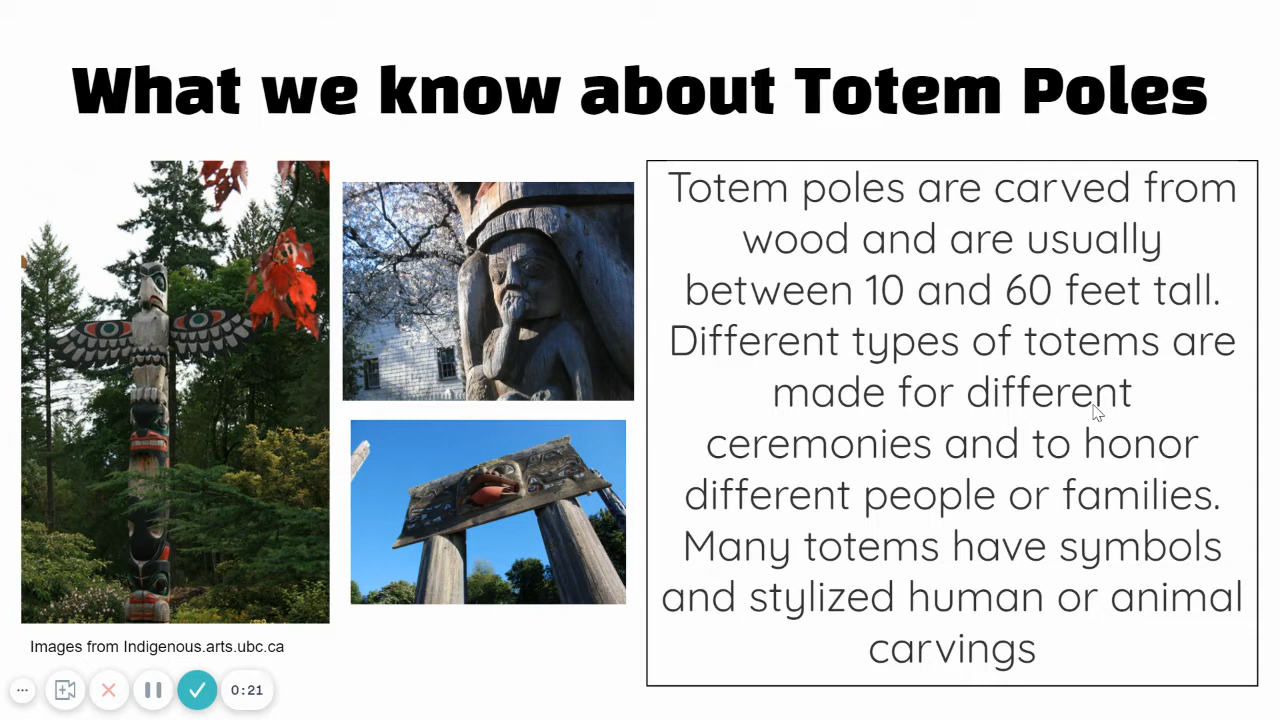 What we know about Totem Poles
Totem poles are carved from
wood and are usually
between 10 and 60 feet tall.
Different types of totems are
made for different
ceremonies and to honor
different people or families.
Many totems have symbols
and stylized human or animal
carvings
Images from Indigenous.arts.ubc.ca
0:21